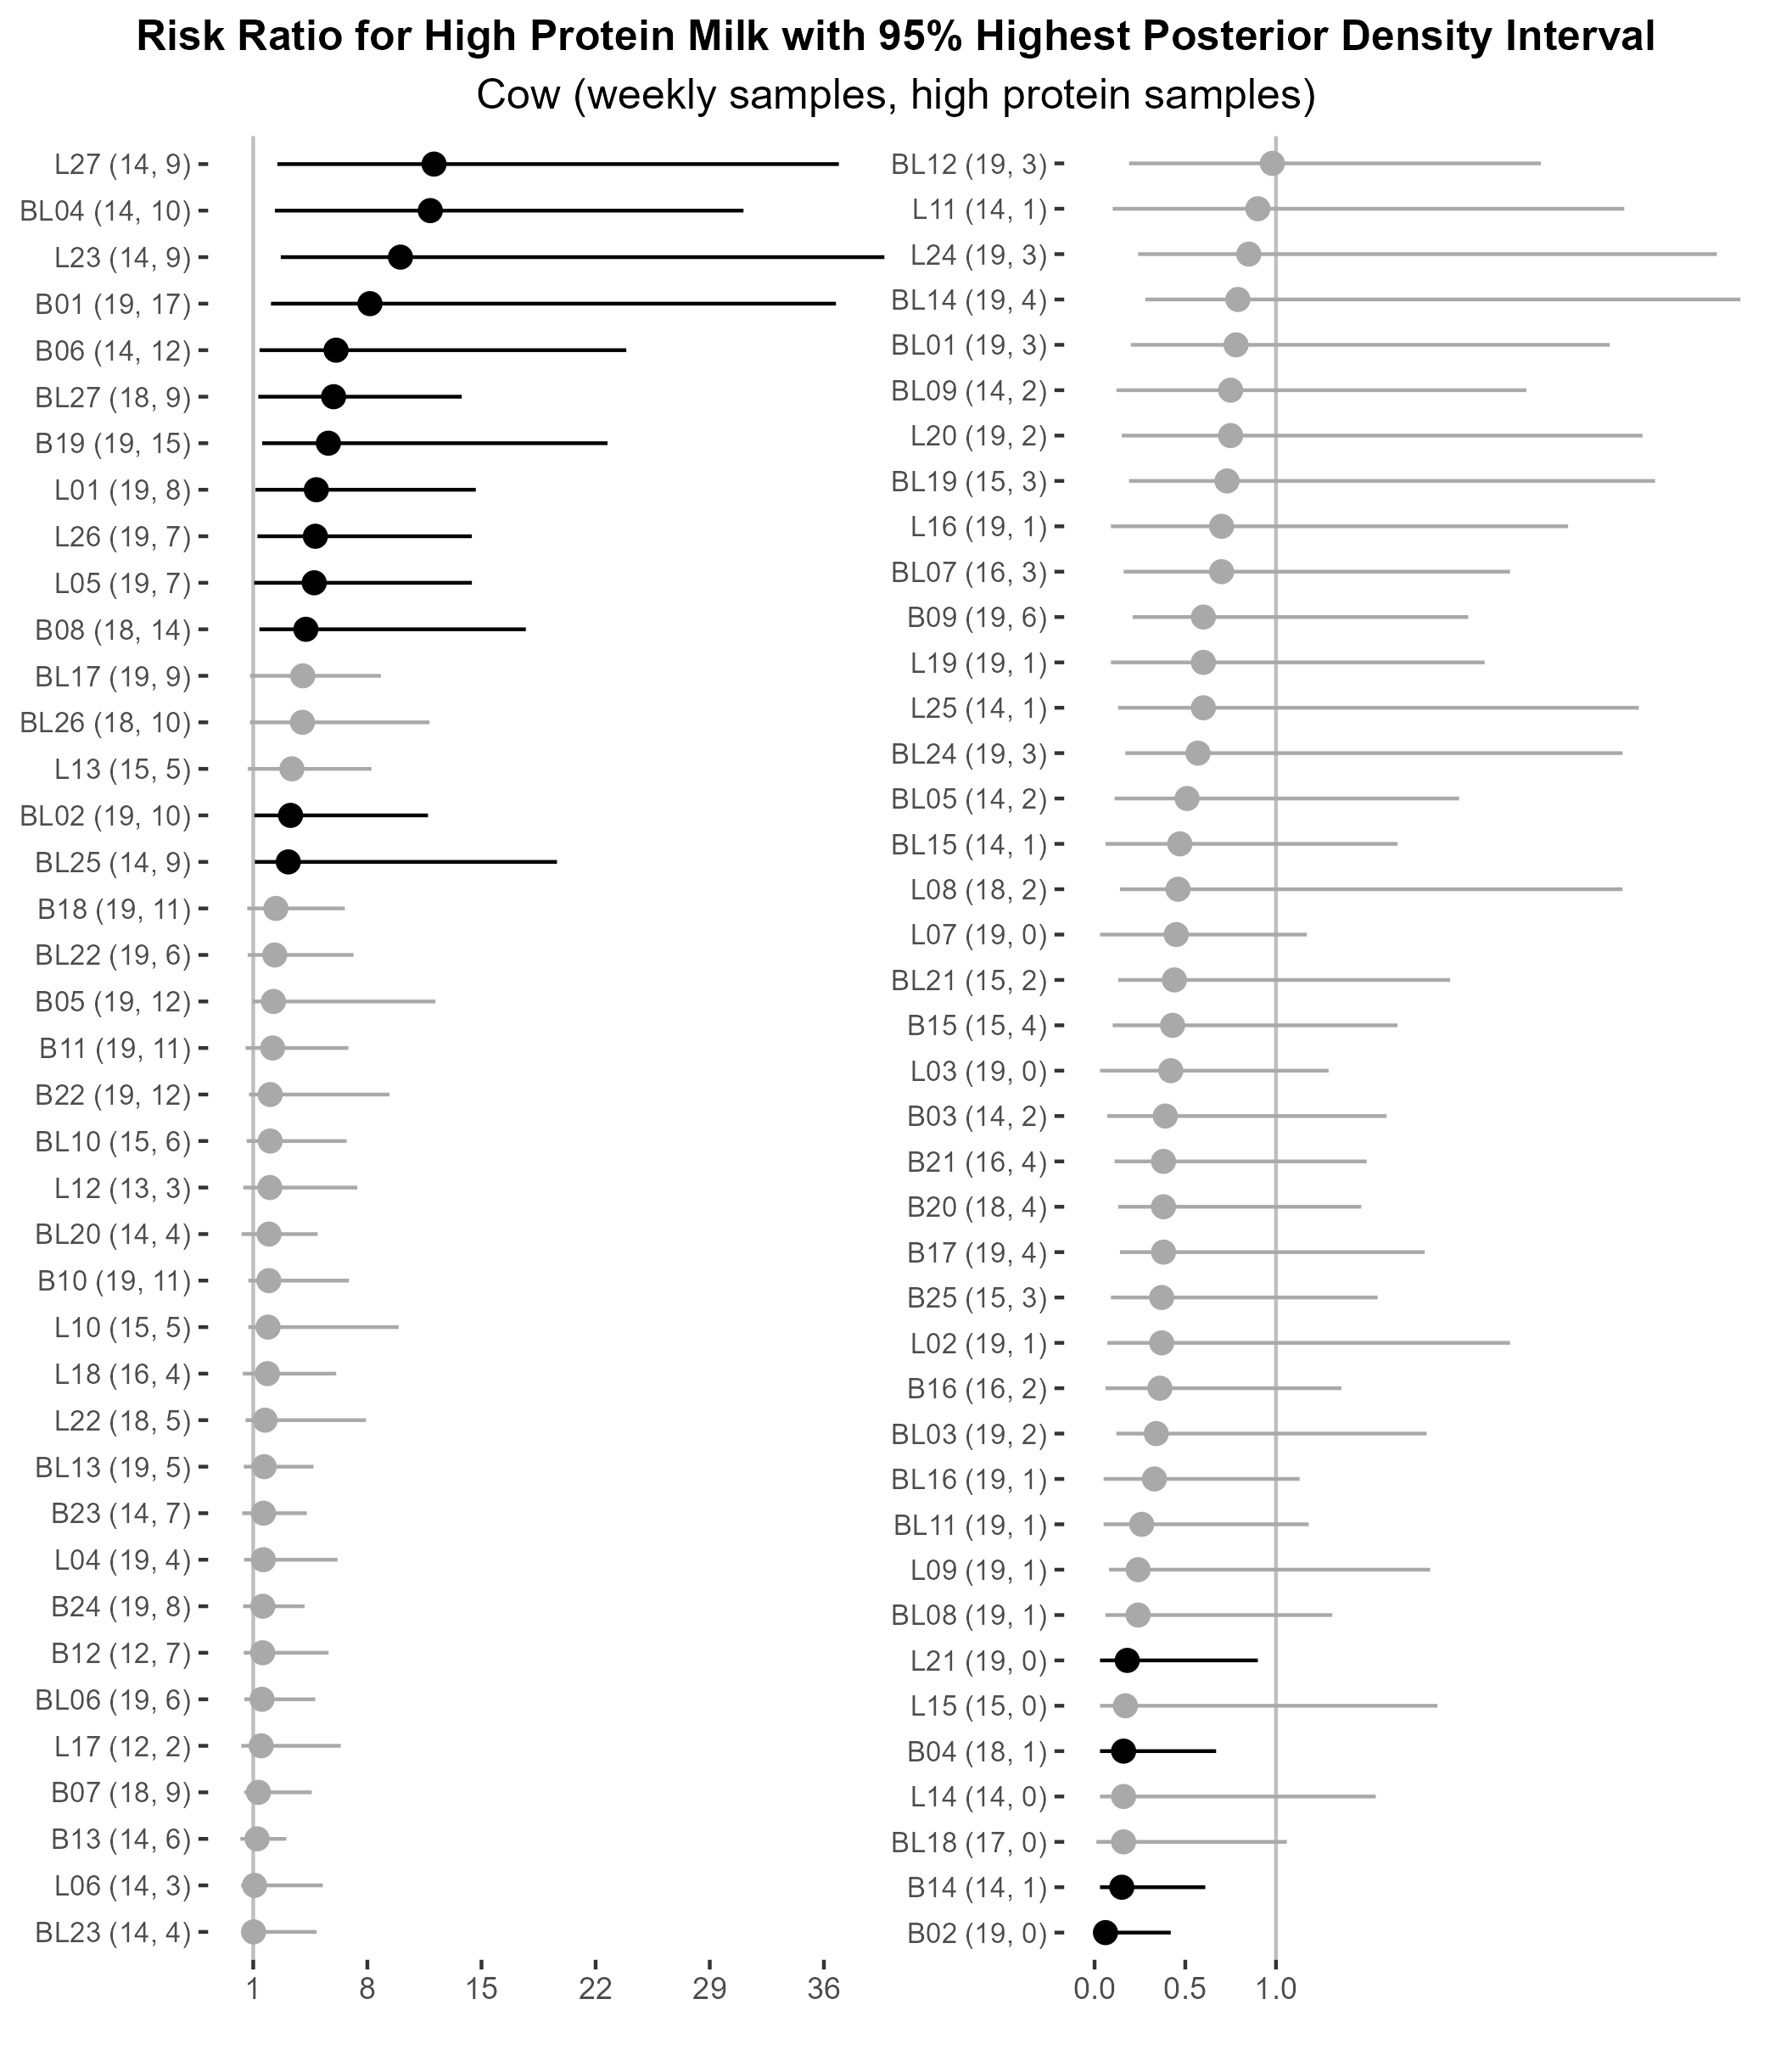 Risk Ratio for High Protein Milk with 95% Highest Posterior Density Interval
Cow (weekly samples, high protein samples)
L27 (14, 9)
BL04 (14, 10)
L23 (14, 9)
B01 (19, 17)
B06 (14, 12)
BL27 (18, 9)
B19 (19, 15)
L01 (19, 8)
L26 (19, 7)
L05 (19, 7)
B08 (18, 14)
BL17 (19, 9)
BL26 (18, 10)
L13 (15, 5)
BL02 (19, 10)
BL25 (14, 9)
B18 (19, 11)
BL22 (19, 6)
B05 (19, 12)
B11 (19, 11)
B22 (19, 12)
BL10 (15, 6)
L12 (13, 3)
BL20 (14, 4)
B10 (19, 11)
L10 (15, 5)
L18 (16, 4)
L22 (18, 5)
BL13 (19, 5)
B23 (14, 7)
L04 (19, 4)
B24 (19, 8)
B12 (12, 7)
BL06 (19, 6)
L17 (12, 2)
B07 (18, 9)
B13 (14, 6)
L06 (14, 3)
BL23 (14, 4)
1 8 15 22 29 36
BL12 (19, 3)
L11 (14, 1)
L24 (19, 3)
BL14 (19, 4)
BL01 (19, 3)
BL09 (14, 2)
L20 (19, 2)
BL19 (15, 3)
L16 (19, 1)
BL07 (16, 3)
B09 (19, 6)
L19 (19, 1)
L25 (14, 1)
BL24 (19, 3)
BL05 (14, 2)
BL15 (14, 1)
L08 (18, 2)
L07 (19, 0)
BL21 (15, 2)
B15 (15, 4)
L03 (19, 0)
B03 (14, 2)
B21 (16, 4)
B20 (18, 4)
B17 (19, 4)
B25 (15, 3)
L02 (19, 1)
B16 (16, 2)
BL03 (19, 2)
BL16 (19, 1)
BL11 (19, 1)
L09 (19, 1)
BL08 (19, 1)
L21 (19, 0)
L15 (15, 0)
B04 (18, 1)
L14 (14, 0)
BL18 (17, 0)
B14 (14, 1)
B02 (19, 0)
0.0 0.5 1.0